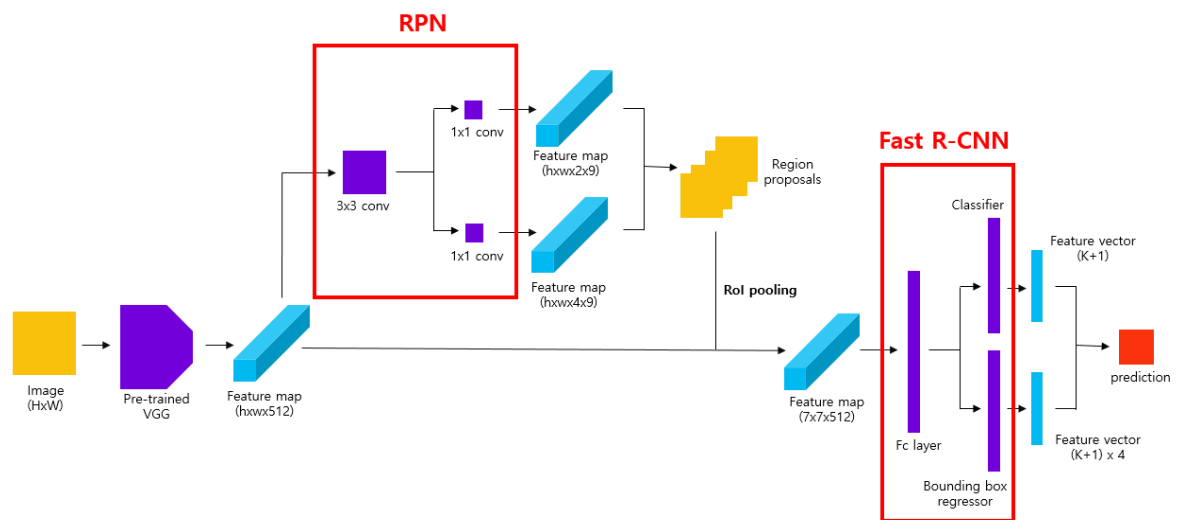 RPN
1x1 conv
3x3 conv
1x1 conv
Feature map
(hxwx2x9)
Feature map
(hxwx4x9)
Region
proposals
RoI pooling
Fast R-CNN
Classifier
Feature vector
(K+1)
Image
(HxW)
Pre-trained
VGG
Feature map
(hxwx512)
Feature map
(7x7x512)
Fc layer
Bounding box
regressor
Feature vector
(K+1) x 4
prediction